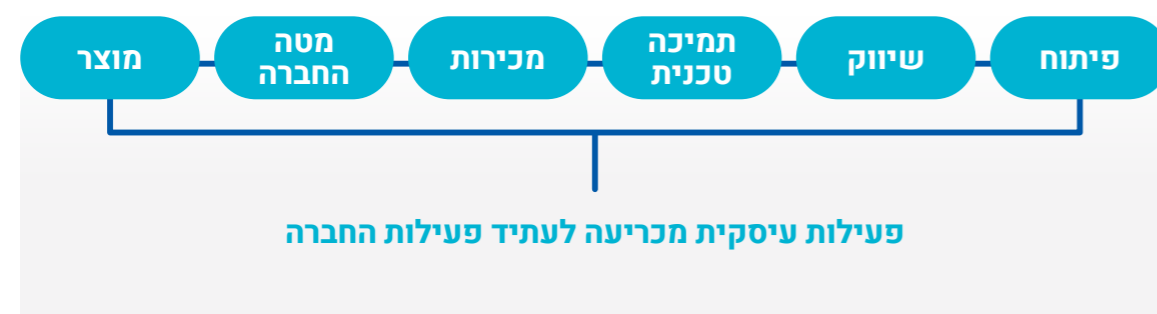 פיתוח
שיווק
תמיכה
טכנית
מכירות
מטה
החברה
מוצר
פעילות עיסקית מכריעה לעתיד פעילות החברה